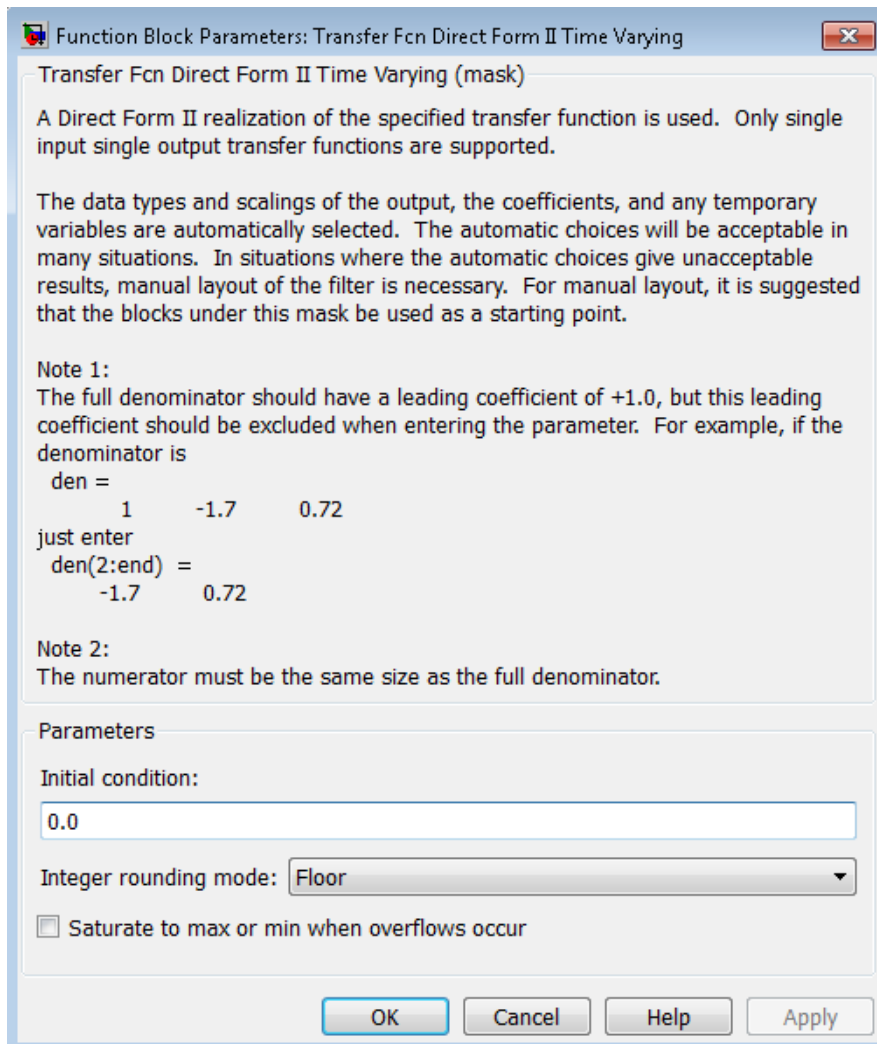 Function Block Parameters: Transfer Fcn Direct Form II Time Varying
Transfer Fcn Direct Form II Time Varying (mask)
A Direct Form II realization of the specified transfer function is used.  Only single
input single output transfer functions are supported.
The data types and scalings of the output, the coefficients, and any temporary
variables are automatically selected.  The automatic choices will be acceptable in
many situations.  In situations where the automatic choices give unacceptable
results, manual layout of the filter is necessary.  For manual layout, it is suggested
that the blocks under this mask be used as a starting point.
Note 1:
The full denominator should have a leading coefficient of +1.0, but this leading
coefficient should be excluded when entering the parameter.  For example, if the
denominator is
den =
1 -1.7 0.72
just enter
den(2:end) =
-1.7 0.72
Note 2:
The numerator must be the same size as the full denominator.
Parameters
Initial condition:
0.0
Integer rounding mode: Floor
Saturate to max or min when overflows occur
OK Cancel Help Apply